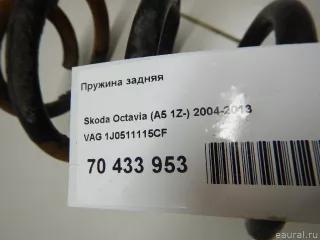 Пружина задняя
Skoda Octavia (A5 1Z-) 2004-2013
VAG 1J0511115CF
70 433 953
eaural.ru